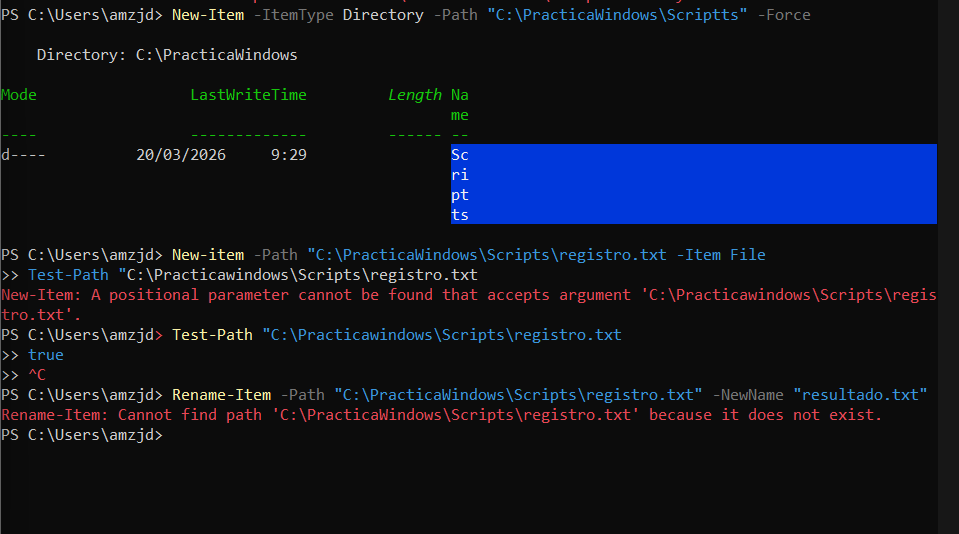 PS C:\Users\amzjd> New-Item -ItemType Directory -Path "C:\PracticaWindows\Scriptts" -Force
Directory: C:\PracticaWindows
Mode LastWriteTime Length Na
me
---- ------------- ------ --
d---- 20/03/2026 9:29 Sc
ri
pt
ts
PS C:\Users\amzjd> New-item -Path "C:\PracticaWindows\Scripts\registro.txt -Item File
>> Test-Path "C:\Practicawindows\Scripts\registro.txt
New-Item: A positional parameter cannot be found that accepts argument 'C:\Practicawindows\Scripts\regis
tro.txt'.
PS C:\Users\amzjd> Test-Path "C:\Practicawindows\Scripts\registro.txt
>> true
>> ^C
PS C:\Users\amzjd> Rename-Item -Path "C:\PracticaWindows\Scripts\registro.txt" -NewName "resultado.txt"
Rename-Item: Cannot find path 'C:\PracticaWindows\Scripts\registro.txt' because it does not exist.
PS C:\Users\amzjd>